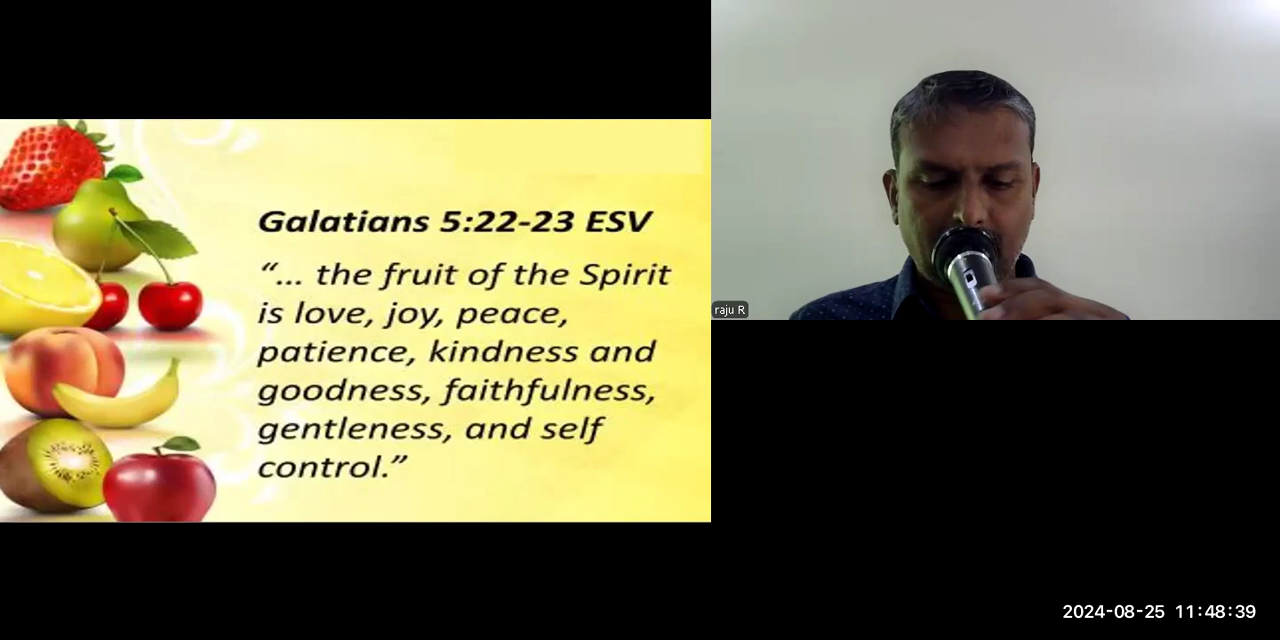 Galatians 5:22-23 ESV
“... the fruit of the Spirit
is love, joy, peace,
patience, kindness and
goodness, faithfulness,
gentleness, and self
control.”
raju R
2024-08-25 11:48:39